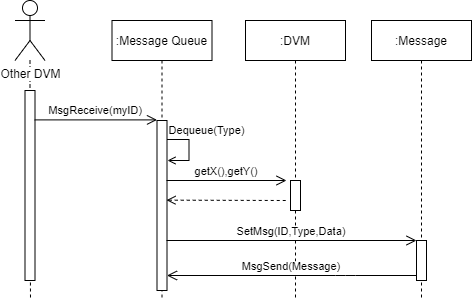 :Message Queue
:DVM
:Message
Other DVM
MsgReceive(myID)
Dequeue(Type)
getX(),getY()
SetMsg(ID,Type,Data)
MsgSend(Message)